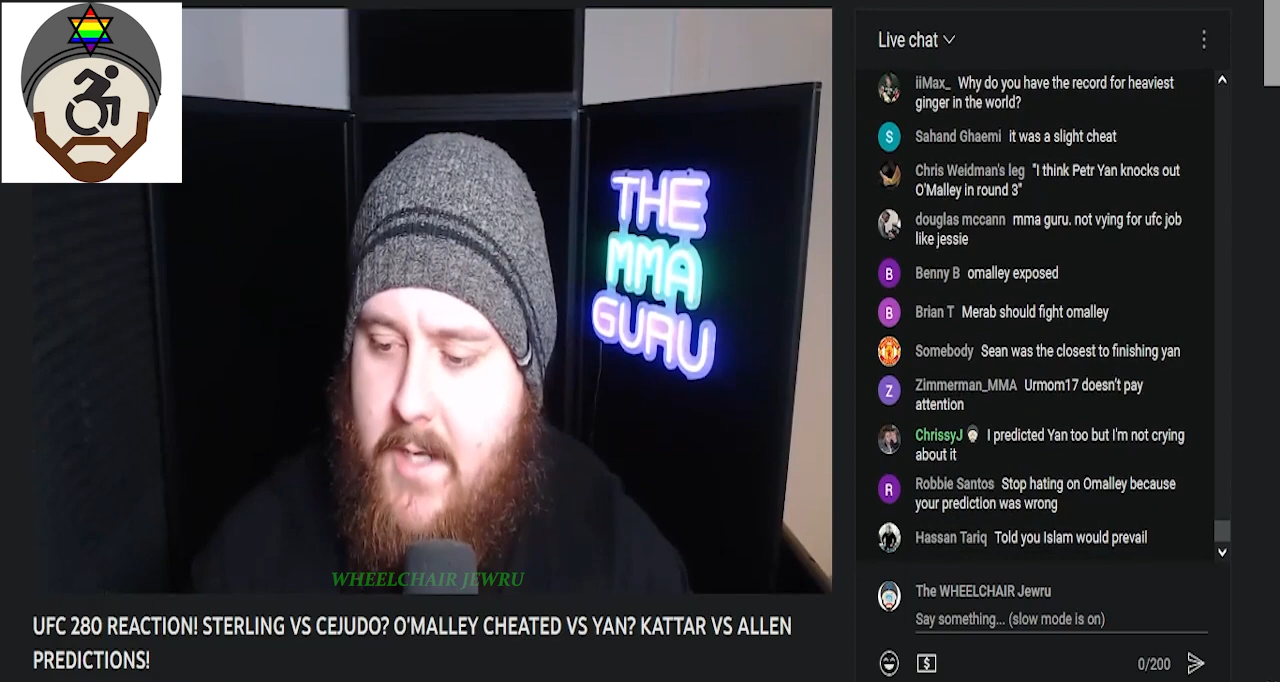 THE
MMA
GURU
WHEELCHAIR JEWRU
UFC 280 REACTION! STERLING VS CEJUDO? O'MALLEY CHEATED VS YAN? KATTAR VS ALLEN
PREDICTIONS!
Live chat
iiMax_ Why do you have the record for heaviest
ginger in the world?
S
Sahand Ghaemi it was a slight cheat
Chris Weidman's leg "I think Petr Yan knocks out
O'Malley in round 3"
douglas mccann mma guru. not vying for ufc job
like jessie
B
Benny B omalley exposed
B
Brian T Merab should fight omalley
Somebody Sean was the closest to finishing yan
Z
Zimmerman_MMA Urmom17 doesn't pay
attention
ChrissyJ I predicted Yan too but I'm not crying
about it
R
Robbie Santos Stop hating on Omalley because
your prediction was wrong
Hassan Tariq Told you Islam would prevail
The WHEELCHAIR Jewru
Say something... (slow mode is on)
$
0/200